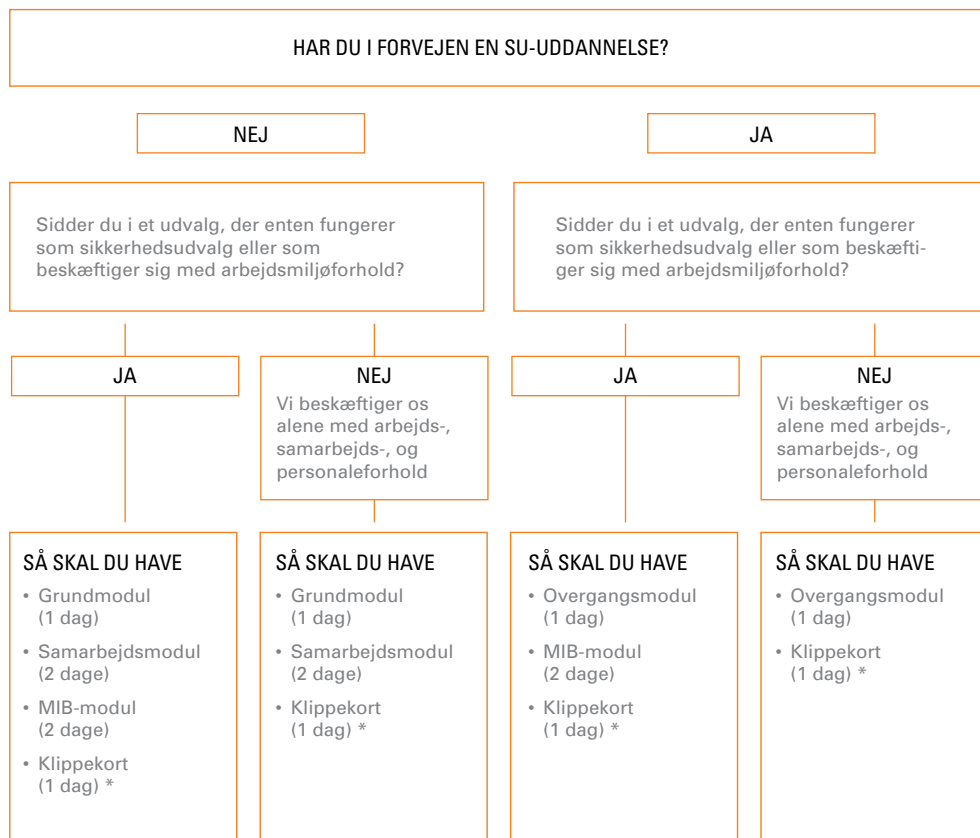 HAR DU I FORVEJEN EN SU-UDDANNELSE?
NEJ
JA
Sidder du i et udvalg, der enten fungerer
som sikkerhedsudvalg eller som
beskæftiger sig med arbejdsmiljøforhold?
Sidder du i et udvalg, der enten fungerer
som sikkerhedsudvalg eller som beskæfti-
ger sig med arbejdsmiljøforhold?
JA
NEJ
Vi beskæftiger os
alene med arbejds-,
samarbejds-, og
personaleforhold
JA
NEJ
Vi beskæftiger os
alene med arbejds-,
samarbejds-, og
personaleforhold
SÅ SKAL DU HAVE
• Grundmodul
(1 dag)
• Samarbejdsmodul
(2 dage)
• MIB-modul
(2 dage)
• Klippekort
(1 dag) *
SÅ SKAL DU HAVE
• Grundmodul
(1 dag)
• Samarbejdsmodul
(2 dage)
• Klippekort
(1 dag) *
SÅ SKAL DU HAVE
• Overgangsmodul
(1 dag)
• MIB-modul
(2 dage)
• Klippekort
(1 dag) *
SÅ SKAL DU HAVE
• Overgangsmodul
(1 dag)
• Klippekort
(1 dag) *